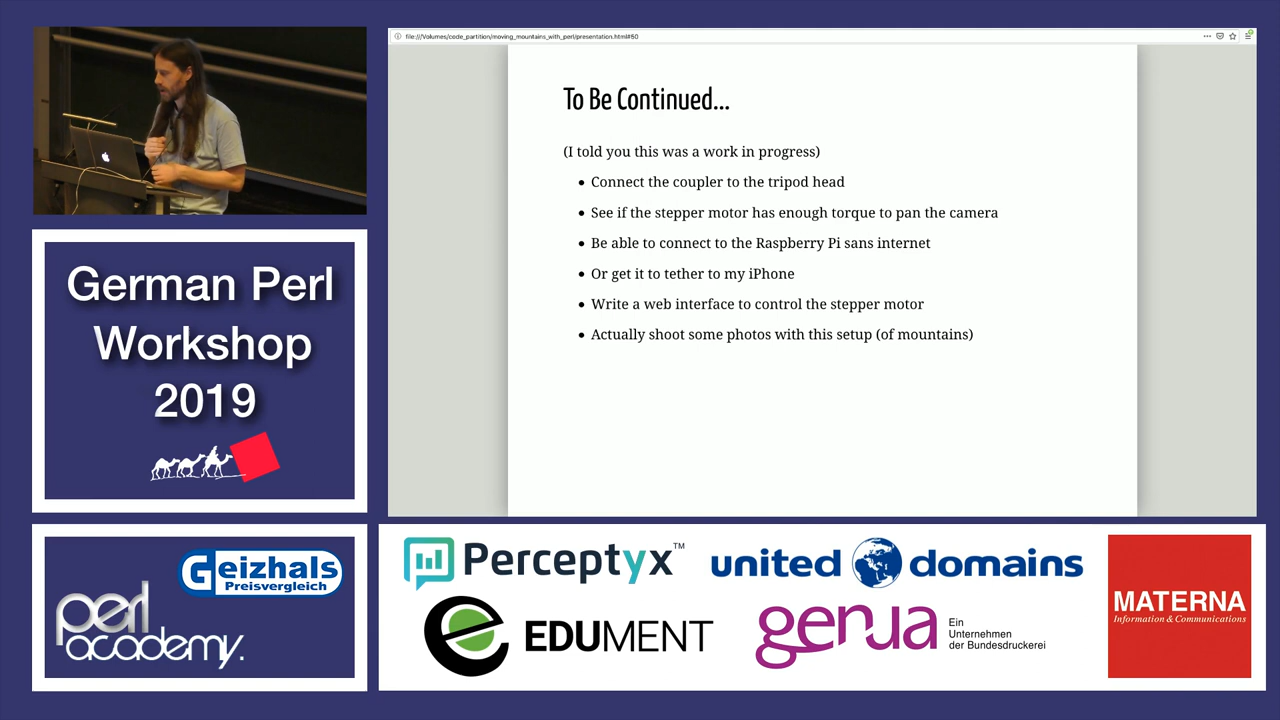 file:///Volumes/code_partition/moving_mountains_with_perl/presentation.html#50
To Be Continued...
(I told you this was a work in progress)
• Connect the coupler to the tripod head
• See if the stepper motor has enough torque to pan the camera
• Be able to connect to the Raspberry Pi sans internet
• Or get it to tether to my iPhone
• Write a web interface to control the stepper motor
• Actually shoot some photos with this setup (of mountains)
German Perl
Workshop
2019
Geizhals
Preisvergleich
perl
academy.
Perceptyx™
united domains
EDUMENT
genua
Ein
Unternehmen
der Bundesdruckerei
MATERNA
Information & Communications